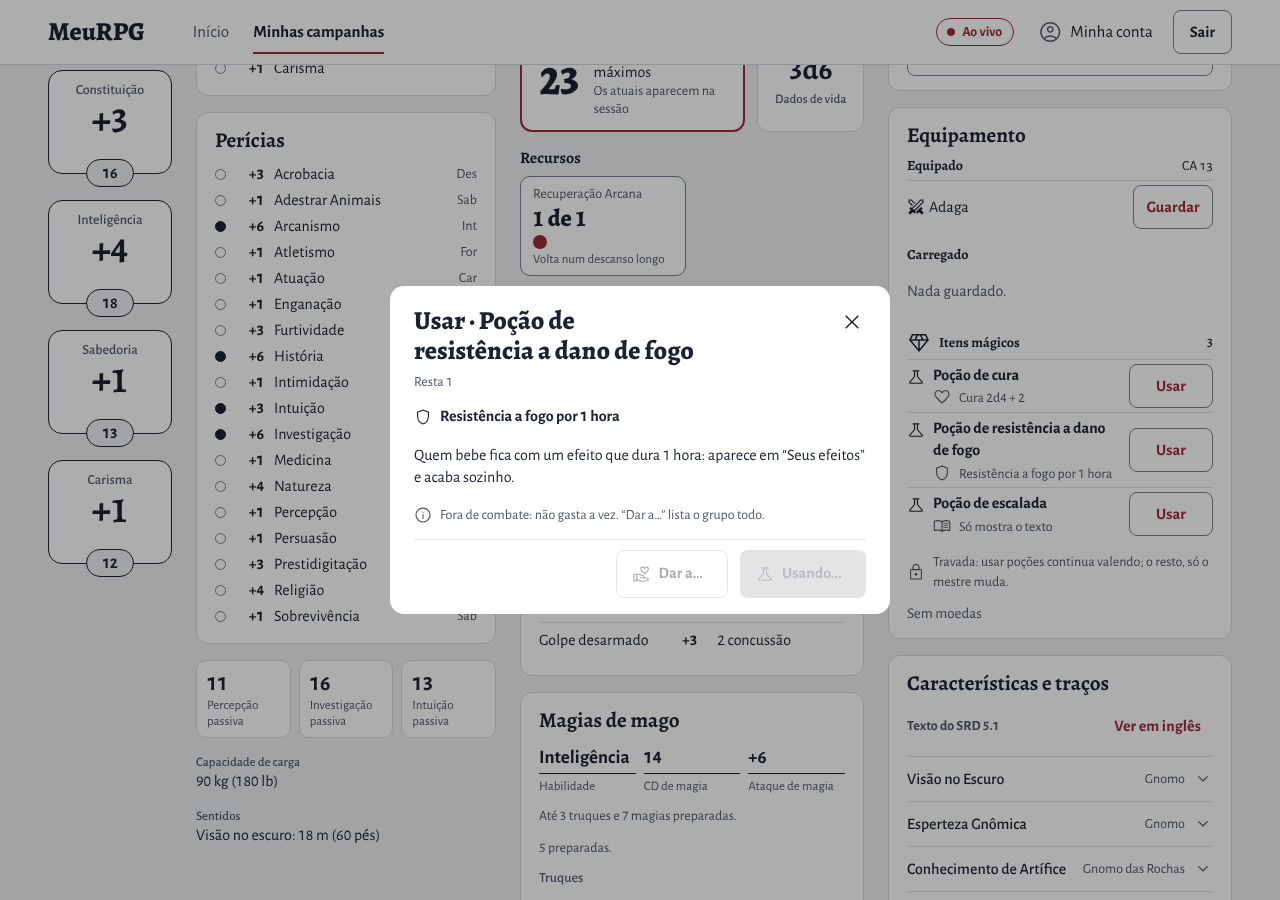 MeuRPG
Início
Minhas campanhas
Ao vivo
Minha conta
Sair
Constituição
+3
16
Inteligência
+4
18
Sabedoria
+1
13
Carisma
+1
12
+1 Carisma
Perícias
+3 Acrobacia Des
+1 Adestrar Animais Sab
+6 Arcanismo Int
+1 Atletismo For
+1 Atuação Car
+1 Enganação
+3 Furtividade
+6 História
+1 Intimidação
+3 Intuição
+6 Investigação
+1 Medicina
+4 Natureza
+1 Percepção
+1 Persuasão
+3 Prestidigitação
+4 Religião
+1 Sobrevivência Sab
11
Percepção
passiva
16
Investigação
passiva
13
Intuição
passiva
Capacidade de carga
90 kg (180 lb)
Sentidos
Visão no escuro: 18 m (60 pés)
23
máximos
Os atuais aparecem na
sessão
3d6
Dados de vida
Recursos
Recuperação Arcana
1 de 1
Volta num descanso longo
Usar · Poção de
resistência a dano de fogo
Resta 1
Resistência a fogo por 1 hora
Quem bebe fica com um efeito que dura 1 hora: aparece em “Seus efeitos”
e acaba sozinho.
Fora de combate: não gasta a vez. “Dar a…” lista o grupo todo.
Dar a…
Usando…
Golpe desarmado +3 2 concussão
Magias de mago
Inteligência
Habilidade
14
CD de magia
+6
Ataque de magia
Até 3 truques e 7 magias preparadas.
5 preparadas.
Truques
Equipamento
Equipado CA 13
Adaga
Guardar
Carregado
Nada guardado.
Itens mágicos 3
Poção de cura
Cura 2d4 + 2
Usar
Poção de resistência a dano
de fogo
Resistência a fogo por 1 hora
Usar
Poção de escalada
Só mostra o texto
Usar
Travada: usar poções continua valendo; o resto, só o
mestre muda.
Sem moedas
Características e traços
Texto do SRD 5.1
Ver em inglês
Visão no Escuro Gnomo
Esperteza Gnômica Gnomo
Conhecimento de Artífice Gnomo das Rochas